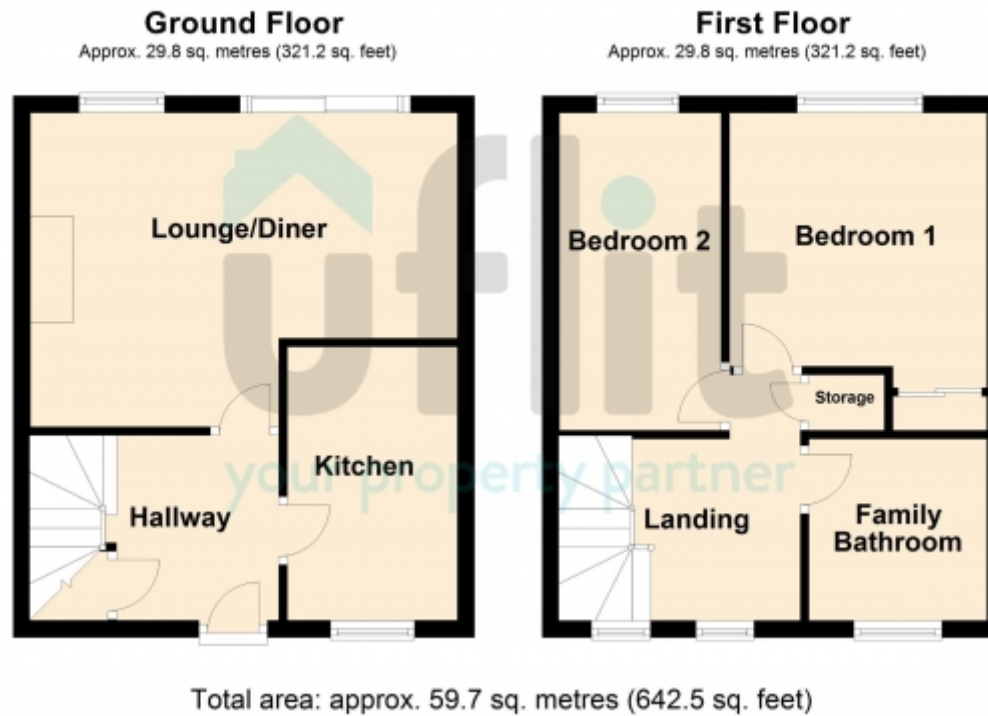 Ground Floor
Approx. 29.8 sq. metres (321.2 sq. feet)
Lounge/Diner
Kitchen
Hallway
First Floor
Approx. 29.8 sq. metres (321.2 sq. feet)
Bedroom 2
Bedroom 1
Storage
Landing
Family
Bathroom
uflit
your property partner
Total area: approx. 59.7 sq. metres (642.5 sq. feet)